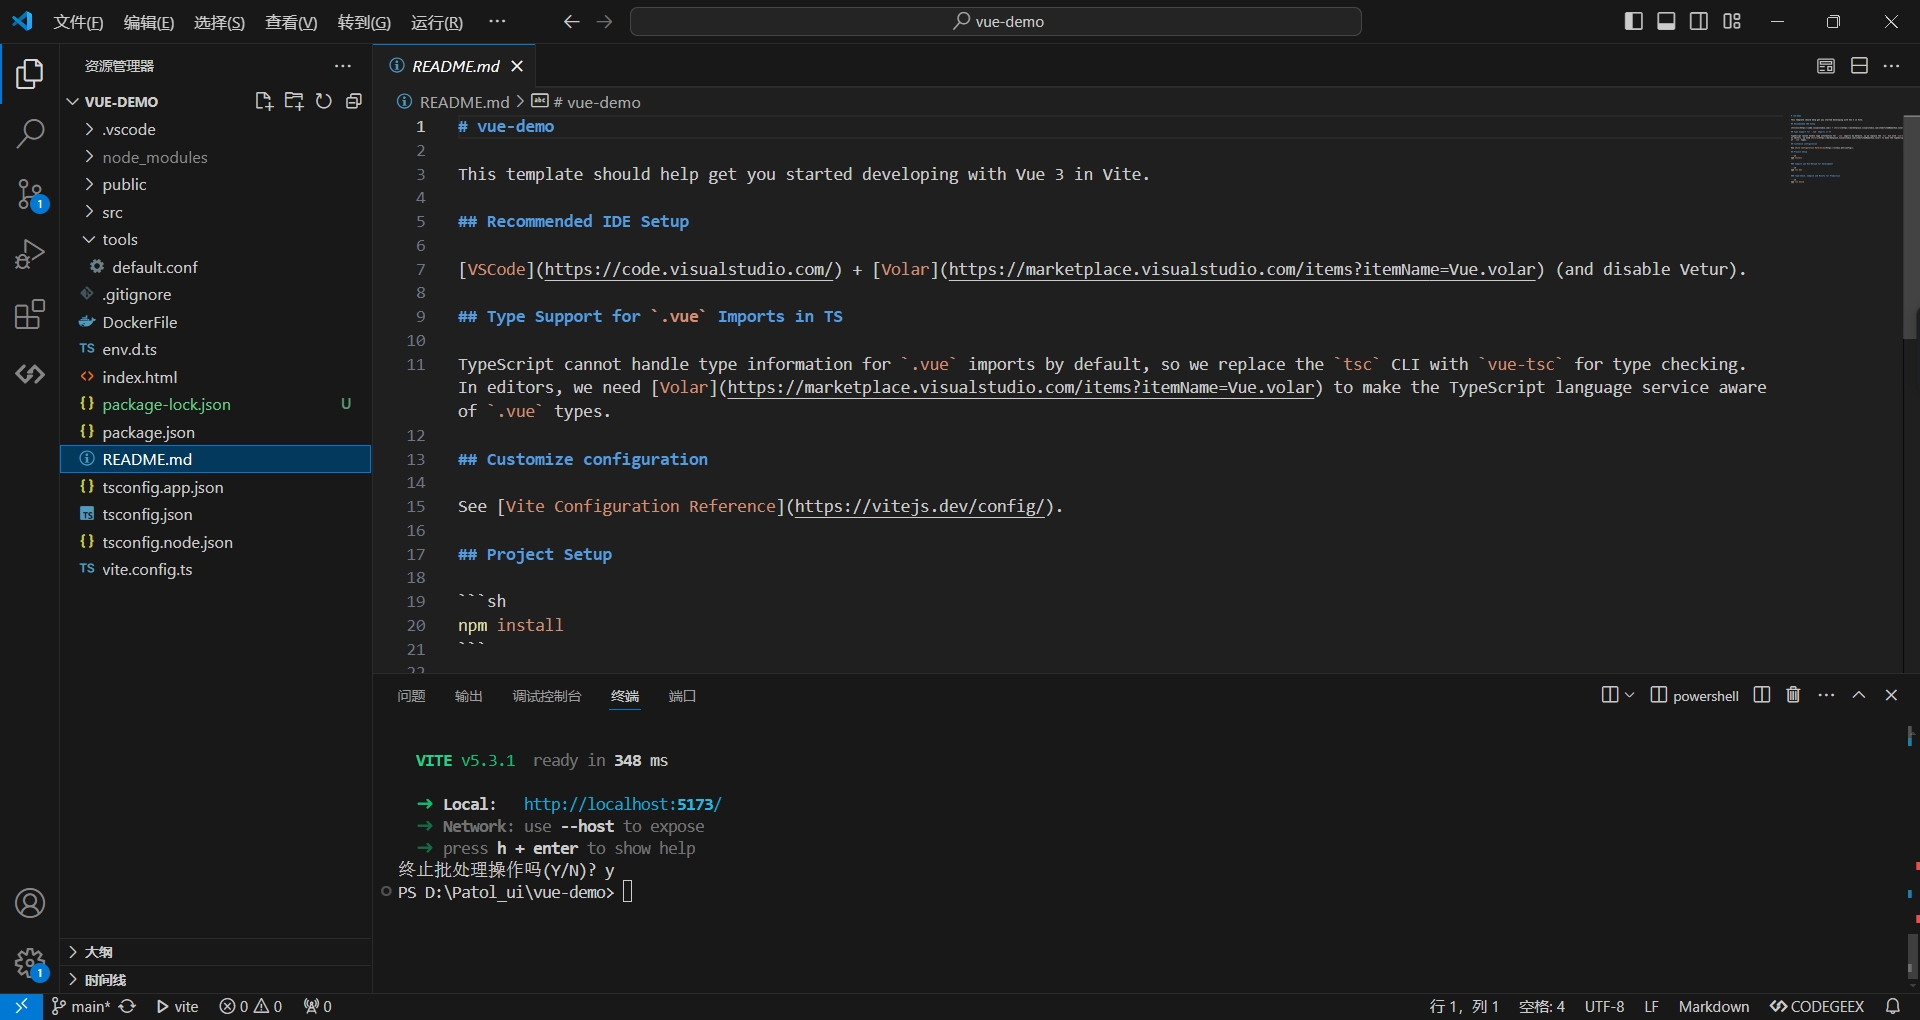 文件(F) 编辑(E) 选择(S) 查看(V) 转到(G) 运行(R) ··· vue-demo
资源管理器 ···
README.md
VUE-DEMO
README.md > # vue-demo
.vscode
node_modules
public
src
tools
default.conf
.gitignore
DockerFile
TS env.d.ts
index.html
{} package-lock.json U
{} package.json
README.md
{} tsconfig.app.json
TS tsconfig.json
{} tsconfig.node.json
TS vite.config.ts
大纲
时间线
1 # vue-demo
2
3 This template should help get you started developing with Vue 3 in Vite.
4
5 ## Recommended IDE Setup
6
7 [VSCode](https://code.visualstudio.com/) + [Volar](https://marketplace.visualstudio.com/items?itemName=Vue.volar) (and disable Vetur).
8
9 ## Type Support for `.vue` Imports in TS
10
11 TypeScript cannot handle type information for `.vue` imports by default, so we replace the `tsc` CLI with `vue-tsc` for type checking.
In editors, we need [Volar](https://marketplace.visualstudio.com/items?itemName=Vue.volar) to make the TypeScript language service aware
of `.vue` types.
12
13 ## Customize configuration
14
15 See [Vite Configuration Reference](https://vitejs.dev/config/).
16
17 ## Project Setup
18
19 ```sh
20 npm install
21 ```
22
问题 输出 调试控制台 终端 端口 powershell
VITE v5.3.1 ready in 348 ms
→ Local: http://localhost:5173/
→ Network: use --host to expose
→ press h + enter to show help
终止批处理操作吗(Y/N)? y
PS D:\Patol_ui\vue-demo>
1
1
main* vite 0 0 0 行 1，列 1 空格: 4 UTF-8 LF Markdown CODEGEEX